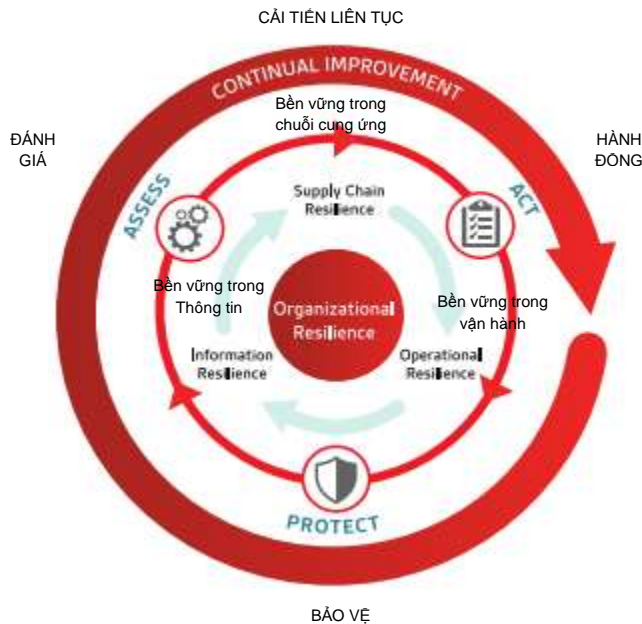 CẢI TIẾN LIÊN TỤC
CONTINUAL IMPROVEMENT
Bền vững trong
chuỗi cung ứng
ĐÁNH
GIÁ
HÀNH
ĐỒNG
ASSESS
ACT
Supply Chain
Resilience
Bền vững trong
Thông tin
Organizational
Resilience
Bền vững trong
vận hành
Information
Resilience
Operational
Resilience
PROTECT
BẢO VỆ